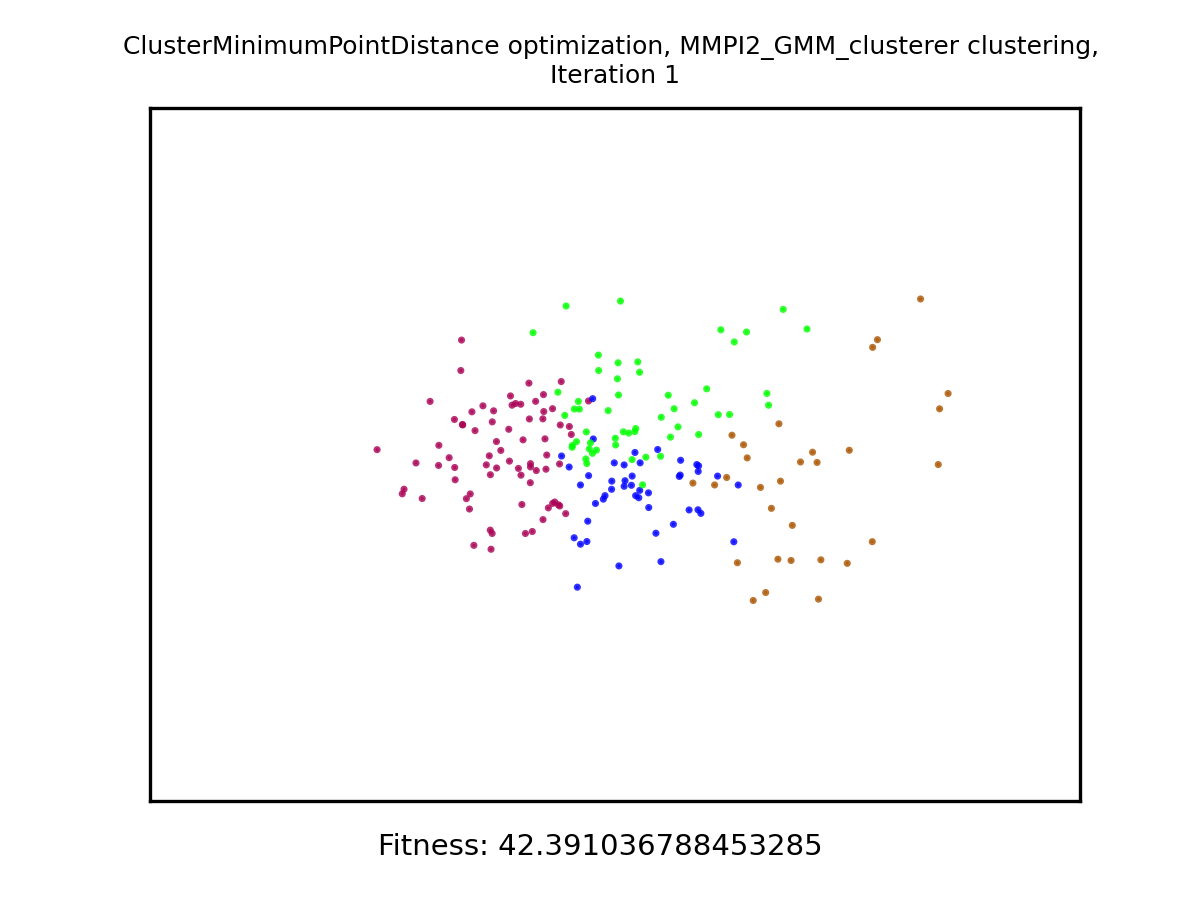 ClusterMinimumPointDistance optimization, MMPI2_GMM_clusterer clustering,
Iteration 1
Fitness: 42.391036788453285